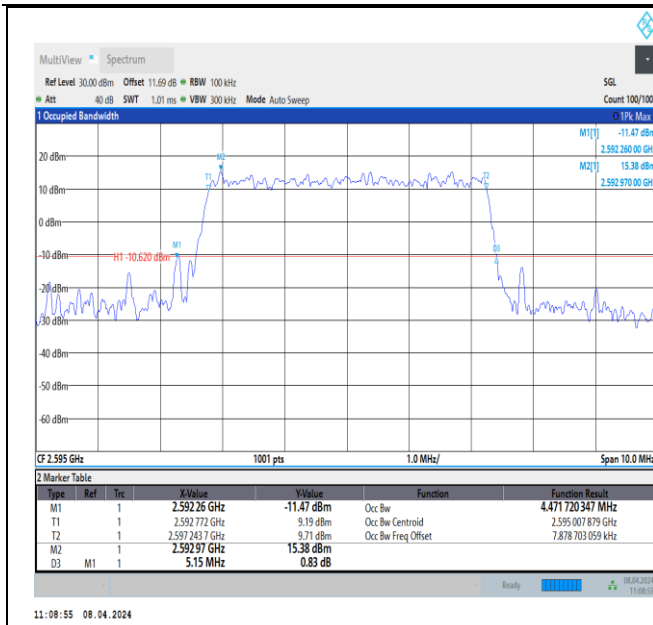 MultiView Spectrum
Ref Level 30.00 dBm Offset 11.69 dB RBW 100 kHz SGL
Att 40 dB SWT 1.01 ms VBW 300 kHz Mode Auto Sweep Count 100/100
1 Occupied Bandwidth 1Pk Max
M1[1] -11.47 dBm
2.592 260 00 GH
M2[1] 15.38 dBm
2.592 970 00 GH
20 dBm
M2
T1
T2
10 dBm
0 dBm
M1
D3
-10 dBm
H1 -10.620 dBm
-20 dBm
-30 dBm
-40 dBm
-50 dBm
-60 dBm
CF 2.595 GHz 1001 pts 1.0 MHz/ Span 10.0 MHz
2 Marker Table
Type Ref Trc X-Value Y-Value Function Function Result
M1 1 2.592 26 GHz -11.47 dBm Occ Bw 4.471 720 347 MHz
T1 1 2.592 772 GHz 9.19 dBm Occ Bw Centroid 2.595 007 879 GHz
T2 1 2.597 243 7 GHz 9.71 dBm Occ Bw Freq Offset 7.878 703 059 kHz
M2 1 2.592 97 GHz 15.38 dBm
D3 M1 1 5.15 MHz 0.83 dB
Ready 08.04.2024
11:08:55
11:08:55 08.04.2024